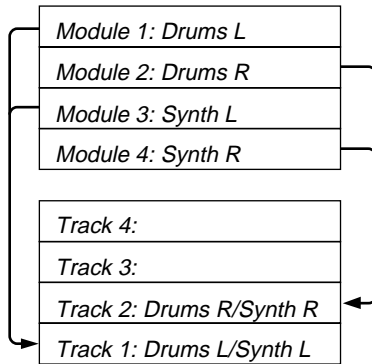 Module 1: Drums L
Module 2: Drums R
Module 3: Synth L
Module 4: Synth R
Track 4:
Track 3:
Track 2: Drums R/Synth R
Track 1: Drums L/Synth L